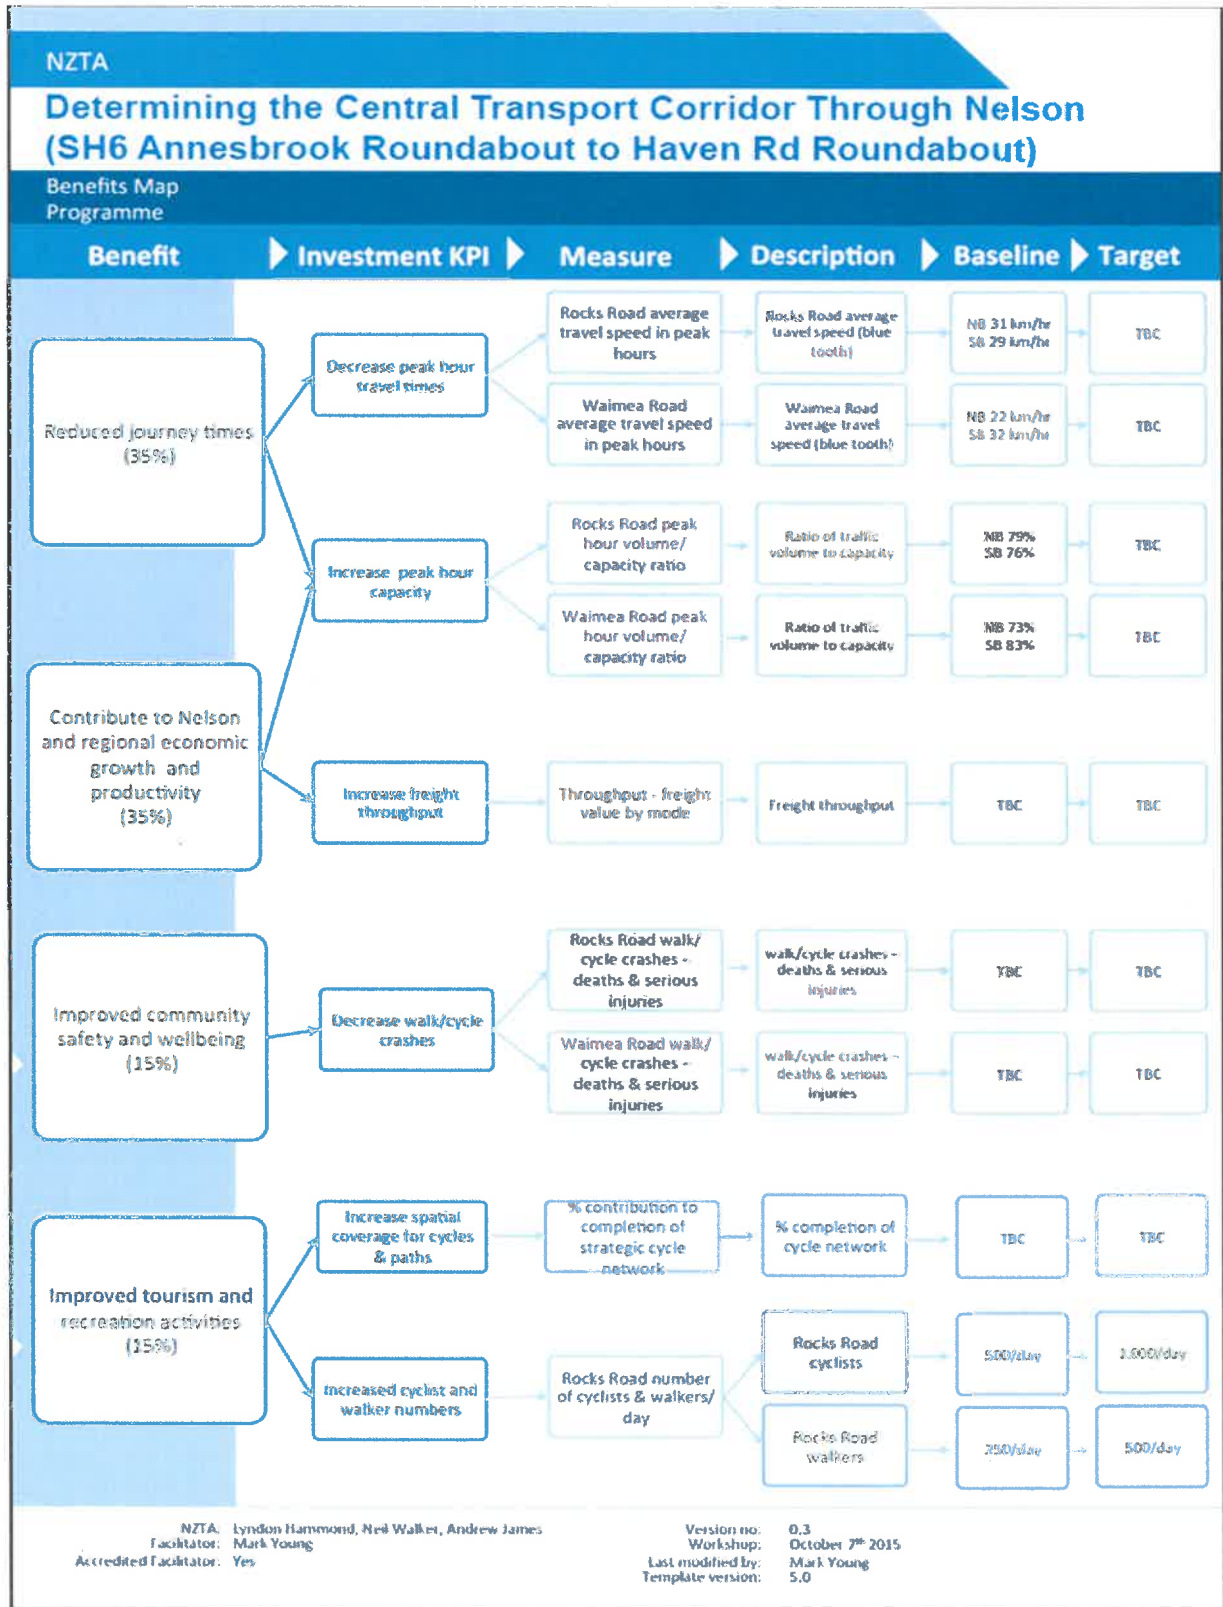 NZTA
Determining the Central Transport Corridor Through Nelson
(SH6 Annesbrook Roundabout to Haven Rd Roundabout)
Benefits Map
Programme
Benefit
Investment KPI
Measure
Description
Baseline
Target
Reduced journey times
(35%)
Decrease peak hour
travel times
Rocks Road average
travel speed in peak
hours
Rocks Road average
travel speed (blue
tooth)
NB 31 km/hr
SB 29 km/hr
TBC
Waimea Road
average travel speed
in peak hours
Waimea Road
average travel
speed (blue tooth)
NB 22 km/hr
SB 32 km/hr
TBC
Increase peak hour
capacity
Rocks Road peak
hour volume/
capacity ratio
Ratio of traffic
volume to capacity
NB 79%
SB 76%
TBC
Waimea Road peak
hour volume/
capacity ratio
Ratio of traffic
volume to capacity
NB 73%
SB 83%
TBC
Contribute to Nelson
and regional economic
growth and
productivity
(35%)
Increase freight
throughput
Throughput - freight
value by mode
Freight throughput
TBC
TBC
Improved community
safety and wellbeing
(15%)
Decrease walk/cycle
crashes
Rocks Road walk/
cycle crashes -
deaths & serious
injuries
walk/cycle crashes -
deaths & serious
injuries
TBC
TBC
Waimea Road walk/
cycle crashes -
deaths & serious
injuries
walk/cycle crashes -
deaths & serious
injuries
TBC
TBC
Improved tourism and
recreation activities
(15%)
Increase spatial
coverage for cycles
& paths
% contribution to
completion of
strategic cycle
network
% completion of
cycle network
TBC
TBC
Increased cyclist and
walker numbers
Rocks Road number
of cyclists & walkers/
day
Rocks Road
cyclists
500/day
1,000/day
Rocks Road
walkers
250/day
500/day
NZTA: Lyndon Hammond, Neil Walker, Andrew James
Facilitator: Mark Young
Accredited Facilitator: Yes
Version no: 0.3
Workshop: October 7th 2015
Last modified by: Mark Young
Template version: 5.0